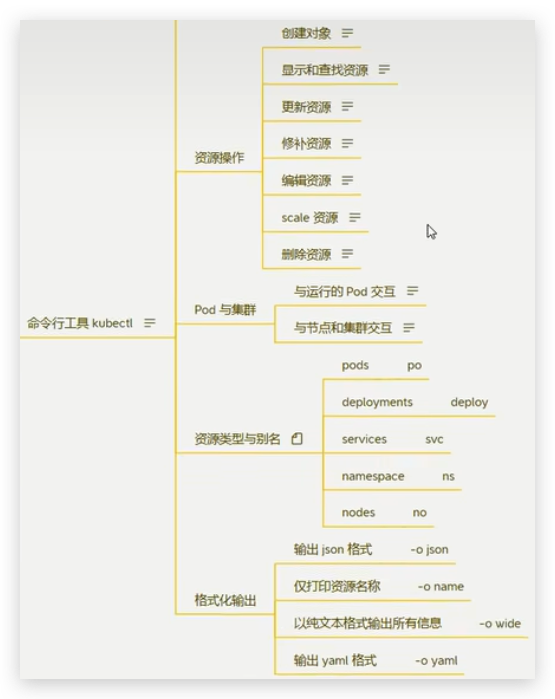 创建对象
显示和查找资源
更新资源
修补资源
资源操作
编辑资源
scale 资源
删除资源
与运行的 Pod 交互
Pod 与集群
命令行工具 kubectl
与节点和集群交互
pods po
deployments deploy
资源类型与别名
services svc
namespace ns
nodes no
输出 json 格式 -o json
仅打印资源名称 -o name
格式化输出
以纯文本格式输出所有信息 -o wide
输出 yaml 格式 -o yaml